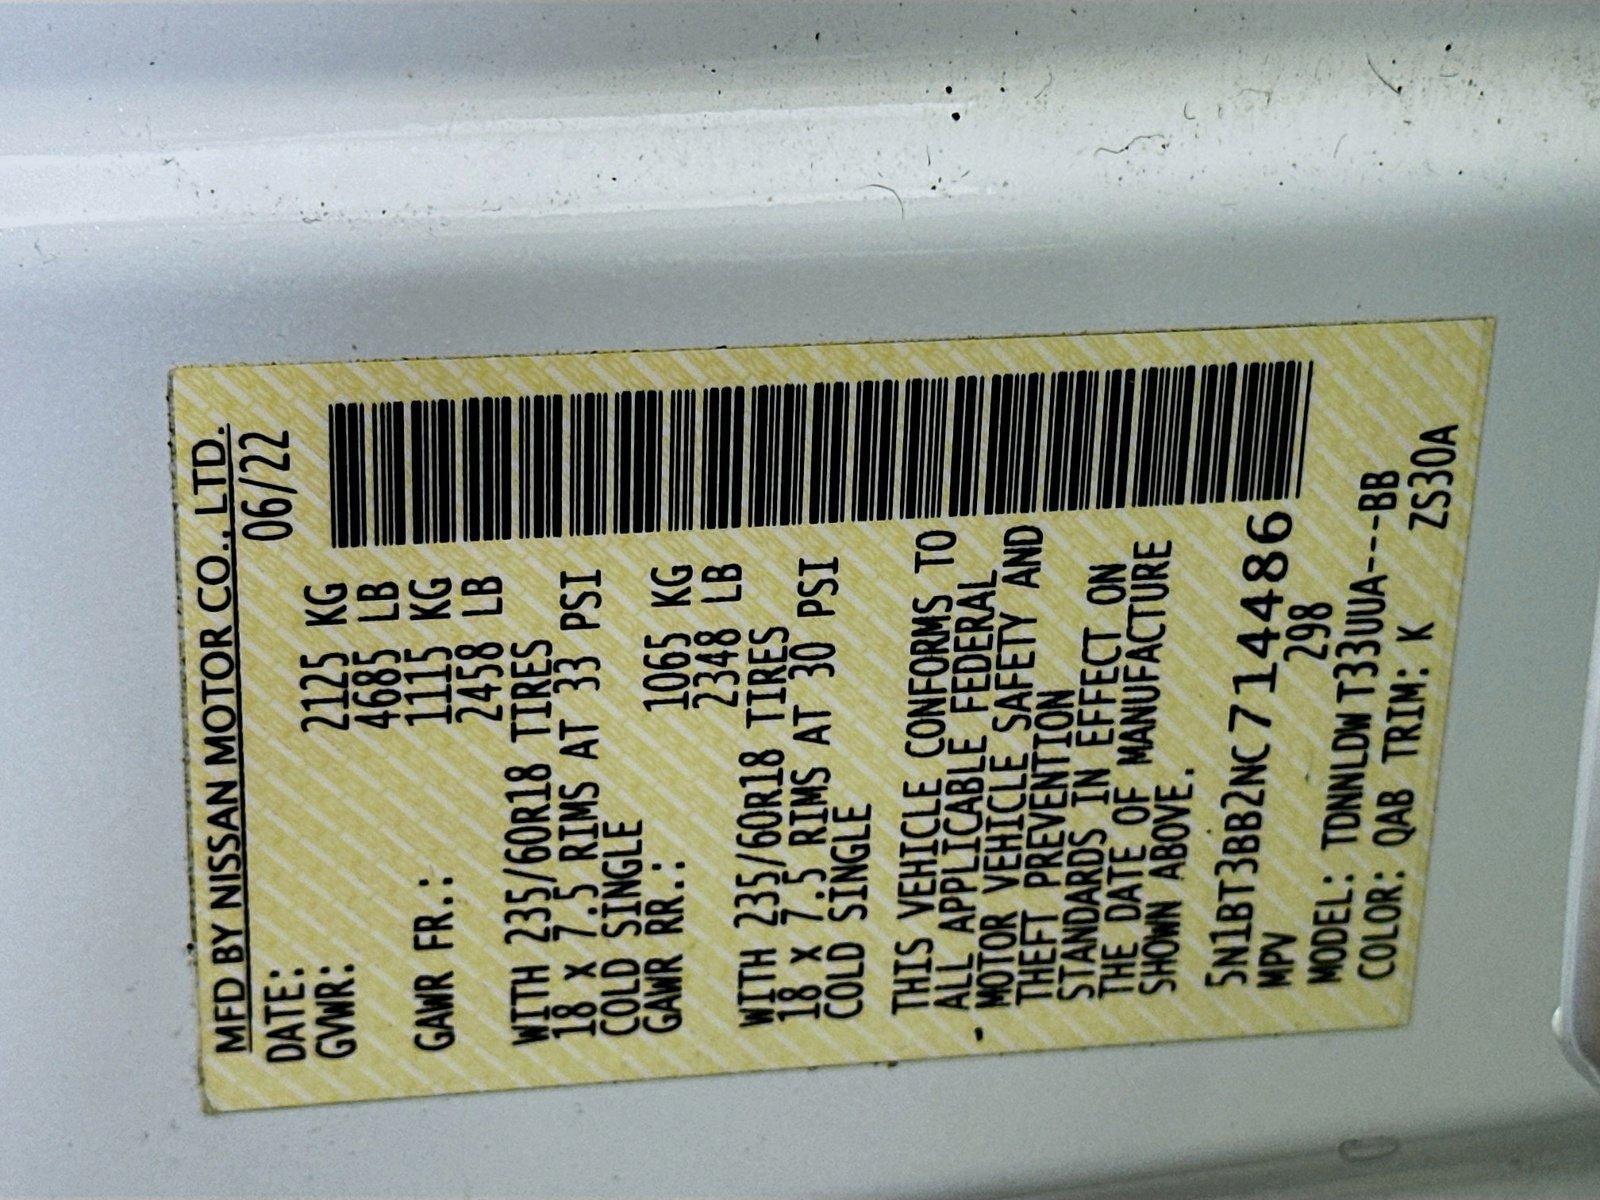 MFD BY NISSAN MOTOR CO., LTD.
DATE: 06/22
GVWR: 2125 KG
4685 LB
GAWR FR.: 1115 KG
2458 LB
WITH 235/60R18 TIRES
18 X 7.5 RIMS AT 33 PSI
COLD SINGLE
GAWR RR.: 1065 KG
2348 LB
WITH 235/60R18 TIRES
18 X 7.5 RIMS AT 30 PSI
COLD SINGLE
THIS VEHICLE CONFORMS TO
ALL APPLICABLE FEDERAL
MOTOR VEHICLE SAFETY AND
THEFT PREVENTION
STANDARDS IN EFFECT ON
THE DATE OF MANUFACTURE
SHOWN ABOVE.
5N1BT3BB2NC714486
MPV 298
MODEL: TDNNLDW T33UUA---BB
COLOR: QAB TRIM: K ZS30A